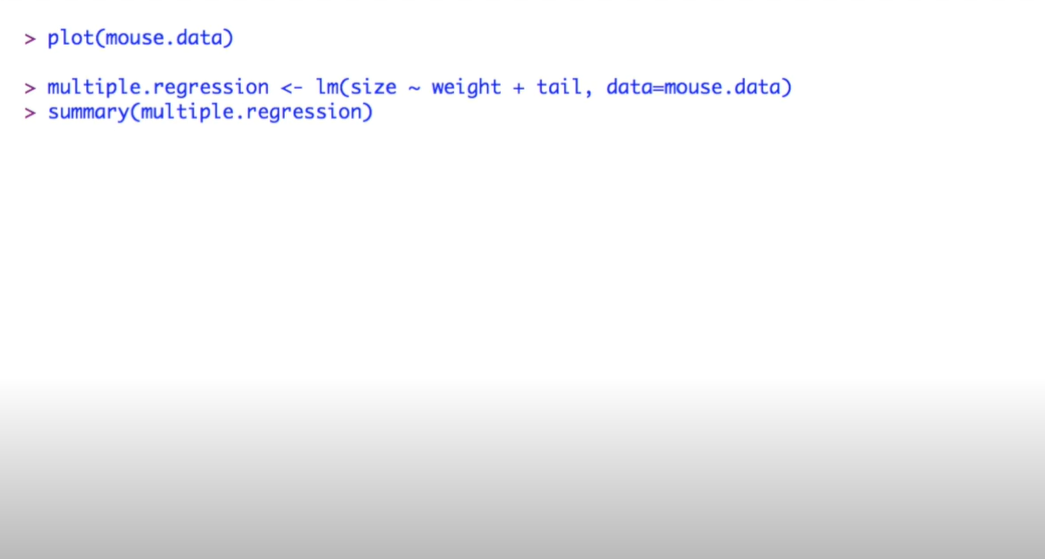 > plot(mouse.data)
> multiple.regression <- lm(size ~ weight + tail, data=mouse.data)
> summary(multiple.regression)